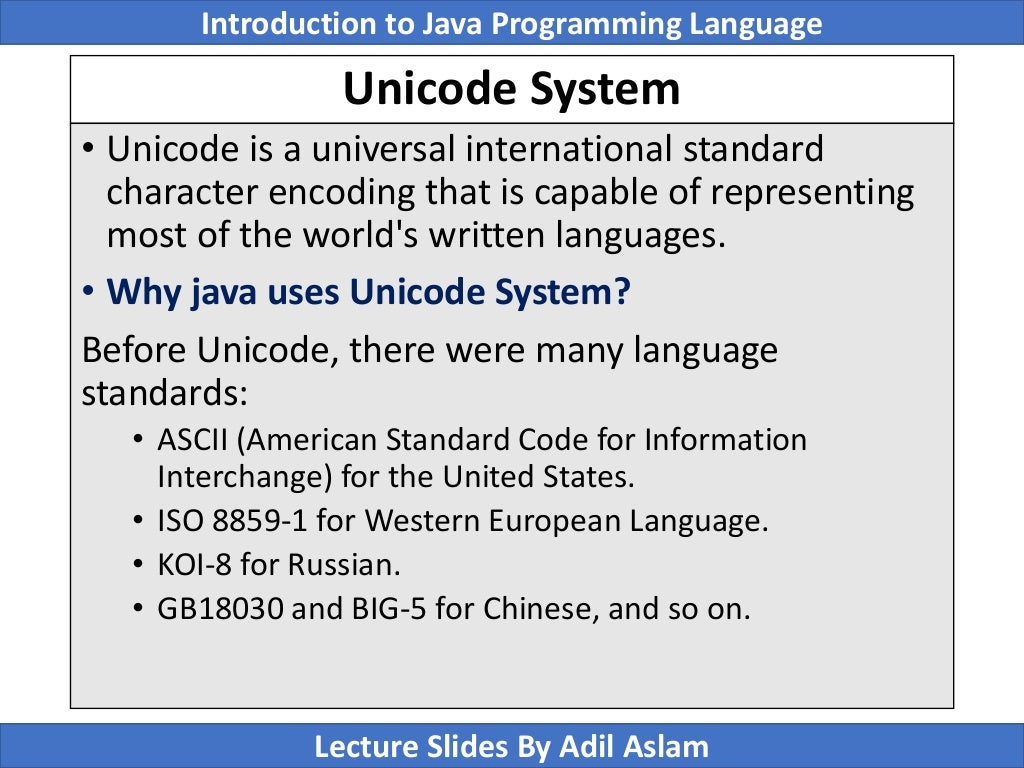 Introduction to Java Programming Language
Unicode System
• Unicode is a universal international standard
character encoding that is capable of representing
most of the world's written languages.
• Why java uses Unicode System?
Before Unicode, there were many language
standards:
• ASCII (American Standard Code for Information
Interchange) for the United States.
• ISO 8859-1 for Western European Language.
• KOI-8 for Russian.
• GB18030 and BIG-5 for Chinese, and so on.
Lecture Slides By Adil Aslam